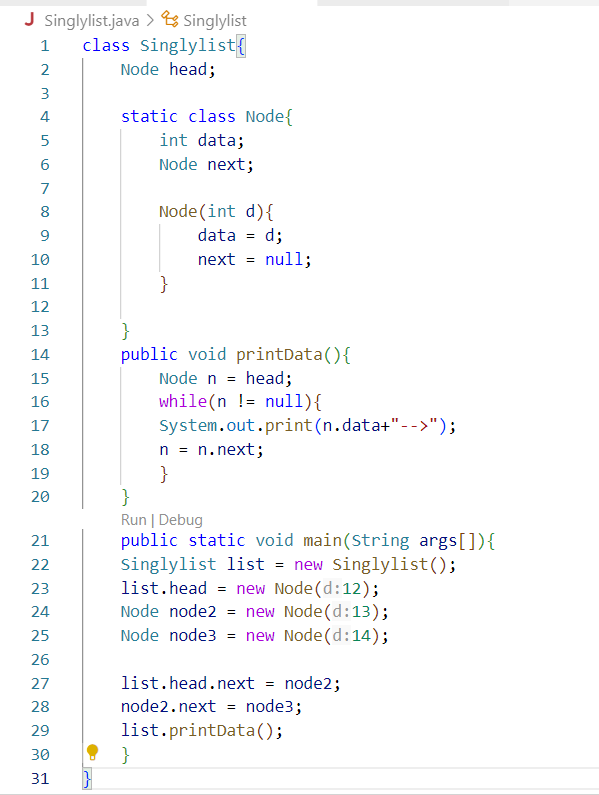 Singlylist.java > Singlylist
1 class Singlylist{
2     Node head;
3
4     static class Node{
5         int data;
6         Node next;
7
8         Node(int d){
9             data = d;
10             next = null;
11         }
12
13     }
14     public void printData(){
15         Node n = head;
16         while(n != null){
17         System.out.print(n.data+"-->");
18         n = n.next;
19         }
20     }
Run | Debug
21     public static void main(String args[]){
22     Singlylist list = new Singlylist();
23     list.head = new Node(d:12);
24     Node node2 = new Node(d:13);
25     Node node3 = new Node(d:14);
26
27     list.head.next = node2;
28     node2.next = node3;
29     list.printData();
30     }
31 }